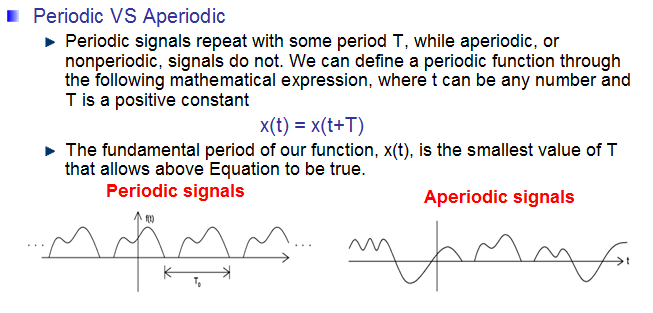 Periodic VS Aperiodic
Periodic signals repeat with some period T, while aperiodic, or
nonperiodic, signals do not. We can define a periodic function through
the following mathematical expression, where t can be any number and
T is a positive constant
x(t) = x(t+T)
The fundamental period of our function, x(t), is the smallest value of T
that allows above Equation to be true.
Periodic signals
Aperiodic signals
f(t)
...
...
T₀
t